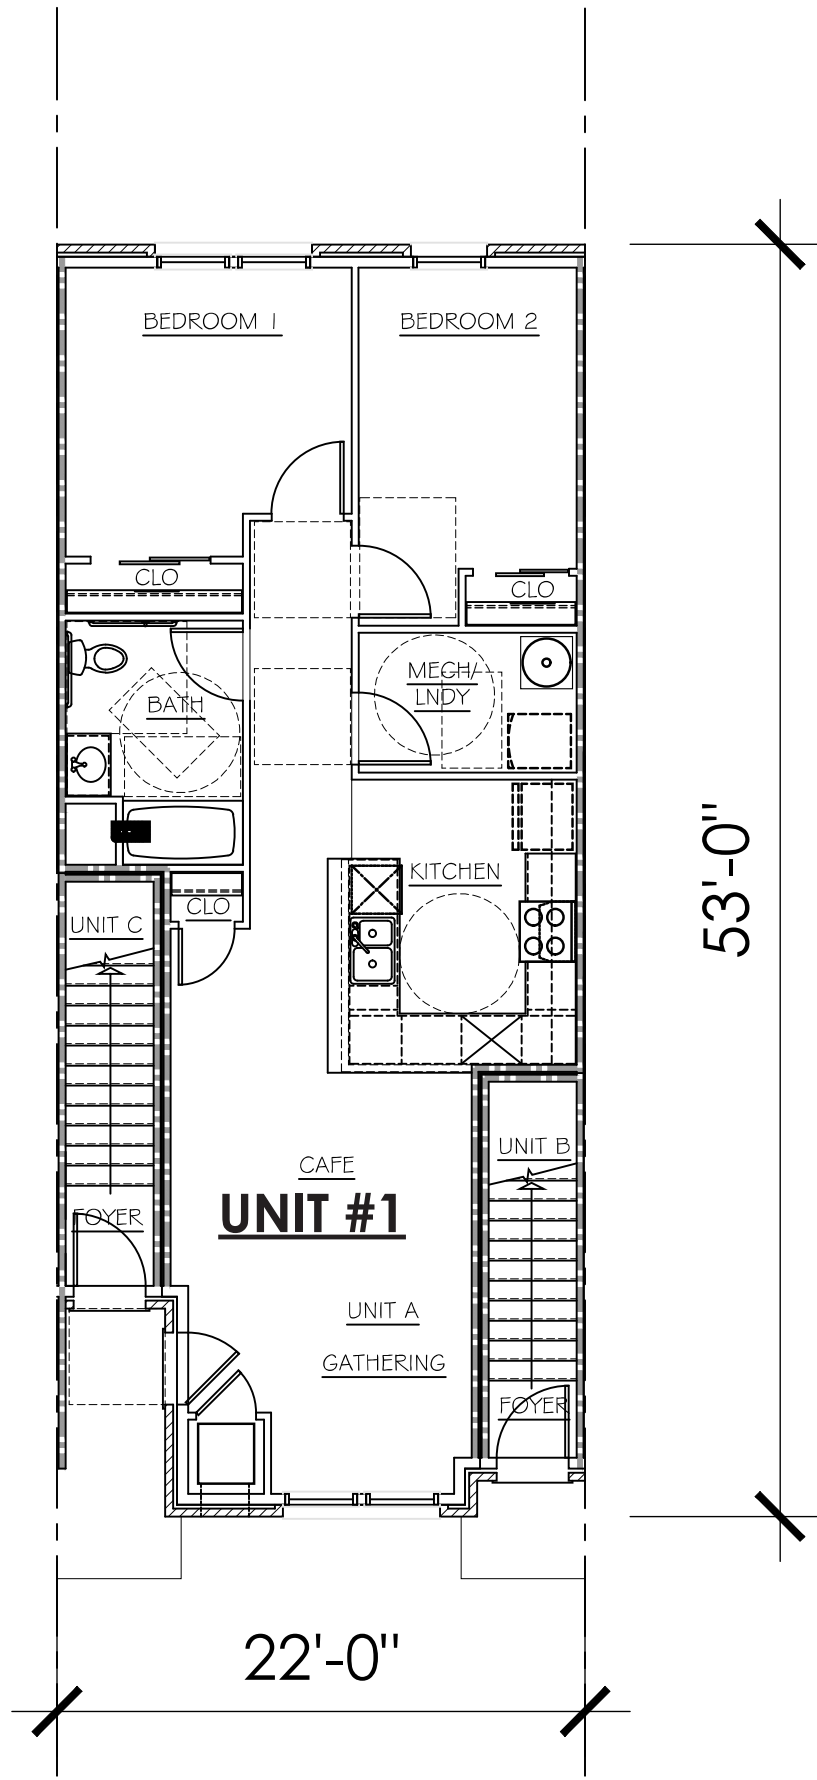 BEDROOM 1
BEDROOM 2
CLO
CLO
MECH/
LNDY
BATH
KITCHEN
CLO
UNIT C
53'-0"
UNIT B
CAFE
UNIT #1
FOYER
UNIT A
GATHERING
FOYER
22'-0"